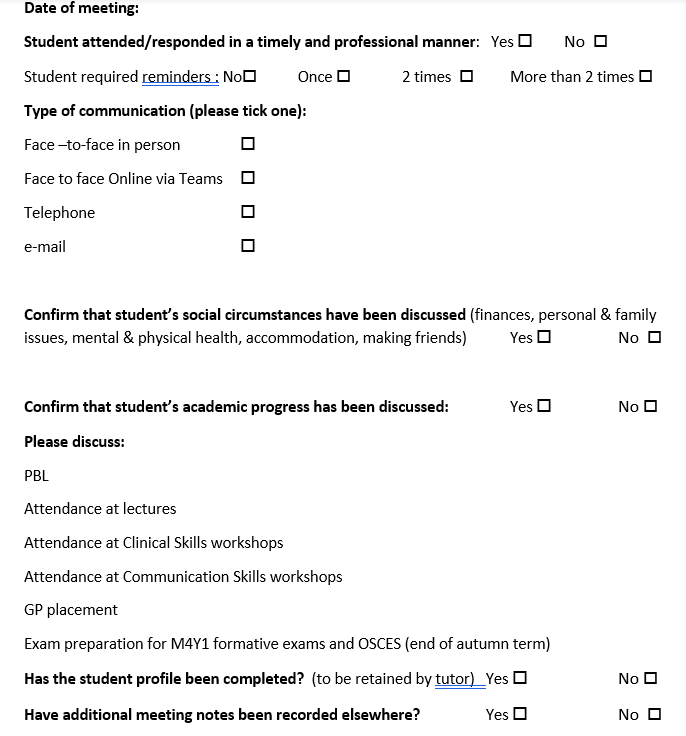 Date of meeting:
Student attended/responded in a timely and professional manner: Yes ☐ No ☐
Student required reminders : No☐ Once ☐ 2 times ☐ More than 2 times ☐
Type of communication (please tick one):
Face –to-face in person ☐
Face to face Online via Teams ☐
Telephone ☐
e-mail ☐
Confirm that student’s social circumstances have been discussed (finances, personal & family
issues, mental & physical health, accommodation, making friends) Yes ☐ No ☐
Confirm that student’s academic progress has been discussed: Yes ☐ No ☐
Please discuss:
PBL
Attendance at lectures
Attendance at Clinical Skills workshops
Attendance at Communication Skills workshops
GP placement
Exam preparation for M4Y1 formative exams and OSCES (end of autumn term)
Has the student profile been completed? (to be retained by tutor) Yes ☐ No ☐
Have additional meeting notes been recorded elsewhere? Yes ☐ No ☐